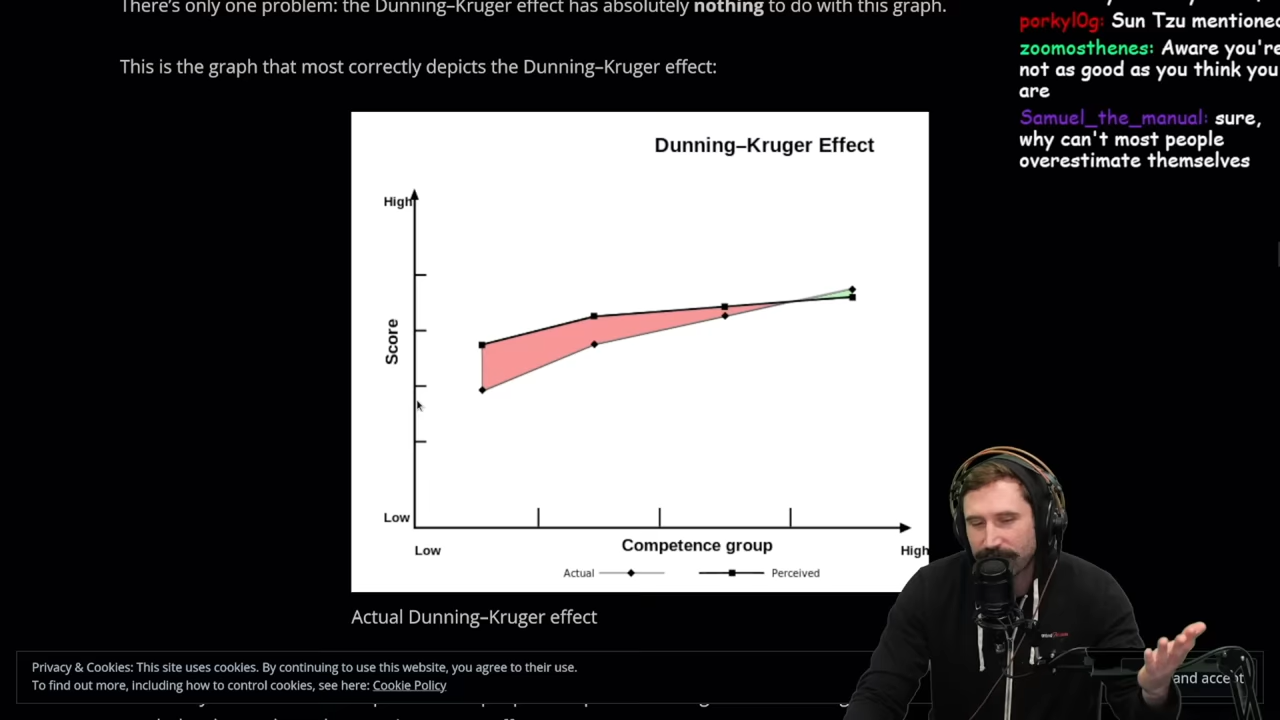 There's only one problem: the Dunning–Kruger effect has absolutely nothing to do with this graph.
This is the graph that most correctly depicts the Dunning–Kruger effect:
Dunning–Kruger Effect
High
Score
Low
Low
Competence group
High
Actual
Perceived
Actual Dunning–Kruger effect
Privacy & Cookies: This site uses cookies. By continuing to use this website, you agree to their use.
To find out more, including how to control cookies, see here: Cookie Policy
and accept
porkyl0g: Sun Tzu mentioned
zoomosthenes: Aware you're
not as good as you think you
are
Samuel_the_manual: sure,
why can't most people
overestimate themselves